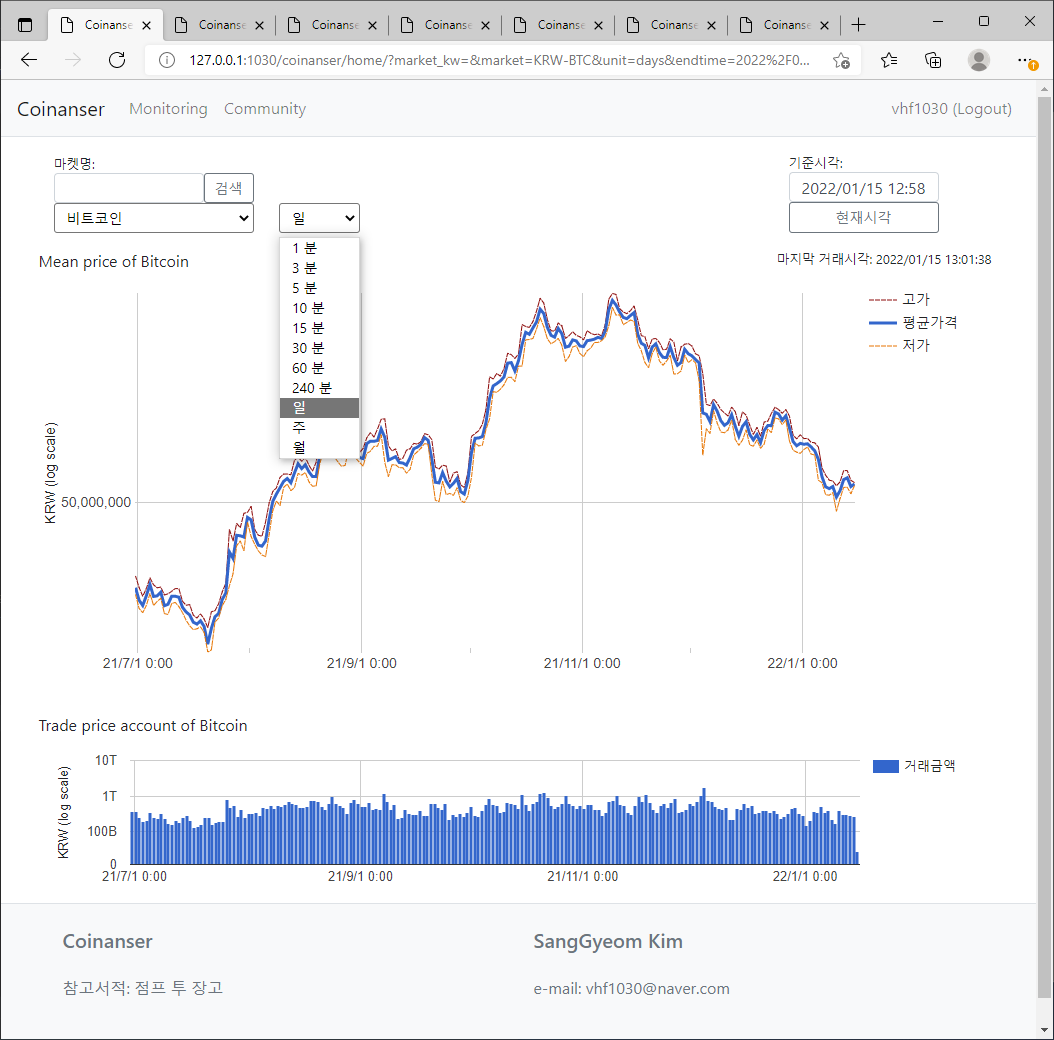 Coinanse
Coinanse
Coinanse
Coinanse
Coinanse
Coinanse
Coinanse
127.0.0.1:1030/coinanser/home/?market_kw=&market=KRW-BTC&unit=days&endtime=2022%2F0...
Coinanser Monitoring Community vhf1030 (Logout)
마켓명: 기준시각:
검색 2022/01/15 12:58
비트코인 일 현재시각
1 분
3 분
5 분
10 분
15 분
30 분
60 분
240 분
일
주
월
Mean price of Bitcoin 마지막 거래시각: 2022/01/15 13:01:38
고가
평균가격
저가
KRW (log scale)
50,000,000
21/7/1 0:00 21/9/1 0:00 21/11/1 0:00 22/1/1 0:00
Trade price account of Bitcoin
거래금액
KRW (log scale)
10T
1T
100B
0
21/7/1 0:00 21/9/1 0:00 21/11/1 0:00 22/1/1 0:00
Coinanser SangGyeom Kim
참고서적: 점프 투 장고 e-mail: vhf1030@naver.com